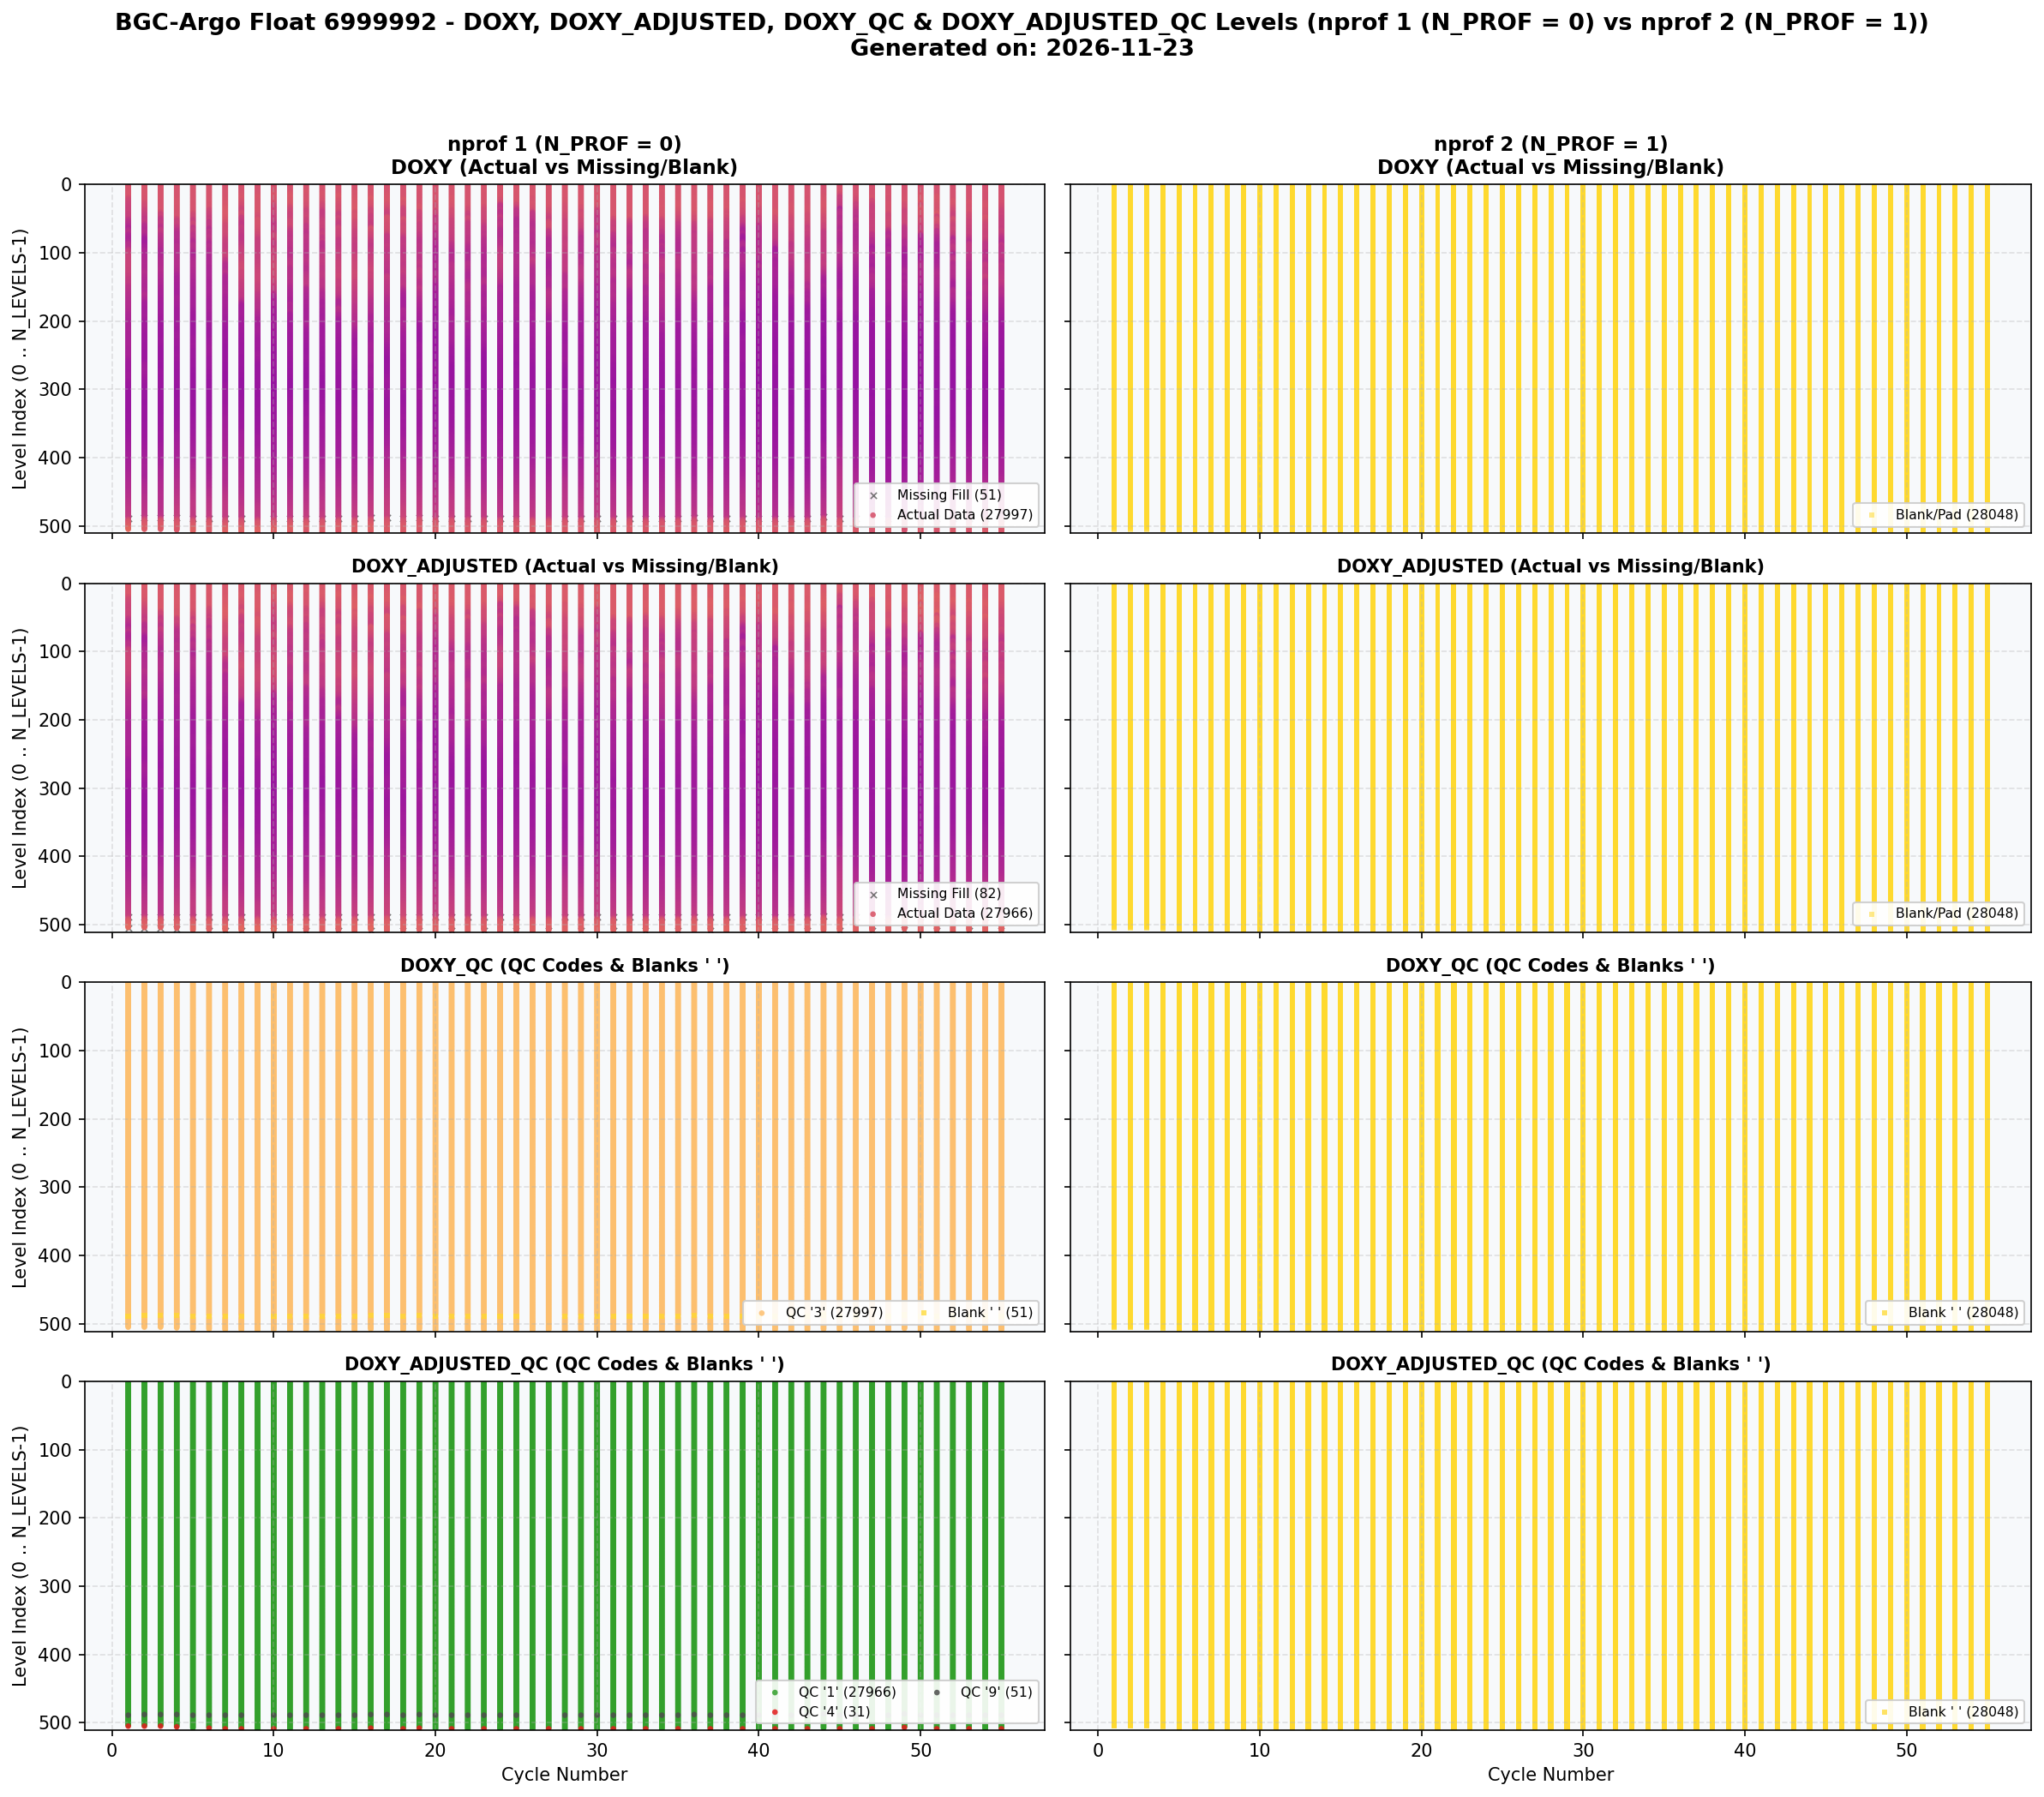 BGC-Argo Float 6999992 - DOXY, DOXY_ADJUSTED, DOXY_QC & DOXY_ADJUSTED_QC Levels (nprof 1 (N_PROF = 0) vs nprof 2 (N_PROF = 1))
Generated on: 2026-11-23
nprof 1 (N_PROF = 0)
DOXY (Actual vs Missing/Blank)
0
100
200
300
400
500
Level Index (0 .. N_LEVELS-1)
Missing Fill (51)
Actual Data (27997)
nprof 2 (N_PROF = 1)
DOXY (Actual vs Missing/Blank)
Blank/Pad (28048)
DOXY_ADJUSTED (Actual vs Missing/Blank)
0
100
200
300
400
500
Level Index (0 .. N_LEVELS-1)
Missing Fill (82)
Actual Data (27966)
DOXY_ADJUSTED (Actual vs Missing/Blank)
Blank/Pad (28048)
DOXY_QC (QC Codes & Blanks ' ')
0
100
200
300
400
500
Level Index (0 .. N_LEVELS-1)
QC '3' (27997) Blank ' ' (51)
DOXY_QC (QC Codes & Blanks ' ')
Blank ' ' (28048)
DOXY_ADJUSTED_QC (QC Codes & Blanks ' ')
0
100
200
300
400
500
Level Index (0 .. N_LEVELS-1)
QC '1' (27966) QC '9' (51)
QC '4' (31)
0 10 20 30 40 50
Cycle Number
DOXY_ADJUSTED_QC (QC Codes & Blanks ' ')
Blank ' ' (28048)
0 10 20 30 40 50
Cycle Number